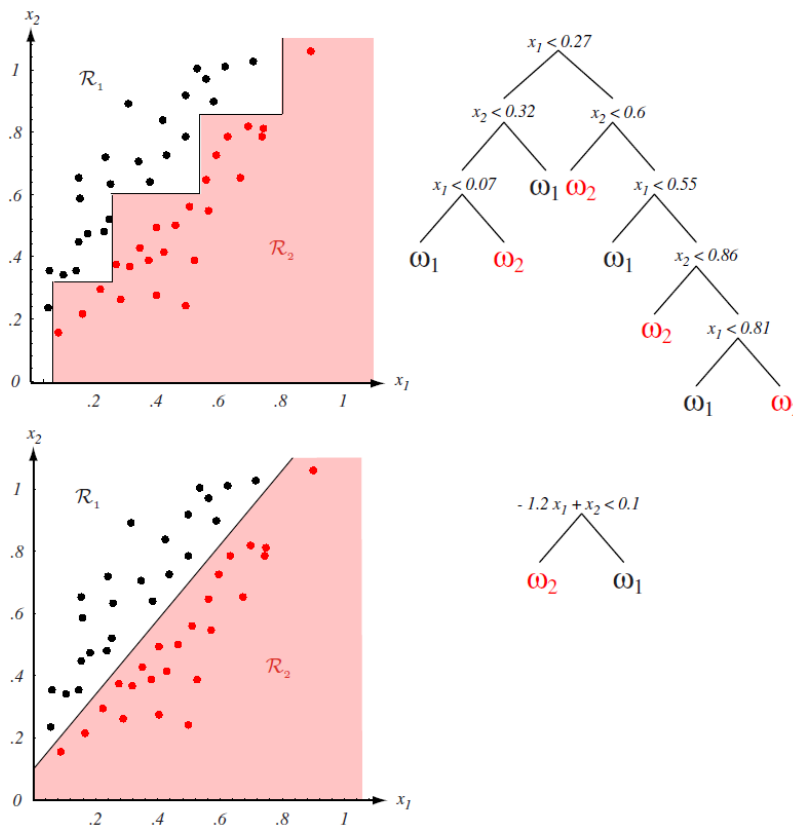 x₂
1
.8
.6
.4
.2
0
ℛ₁
ℛ₂
.2 .4 .6 .8 1
x₁
x₁ < 0.27
x₂ < 0.32 x₂ < 0.6
x₁ < 0.07 ω₁ ω₂ x₁ < 0.55
ω₁ ω₂ ω₁ x₂ < 0.86
ω₂ x₁ < 0.81
ω₁ ω
x₂
1
.8
.6
.4
.2
0
ℛ₁
ℛ₂
.2 .4 .6 .8 1
x₁
- 1.2 x₁ + x₂ < 0.1
ω₂ ω₁